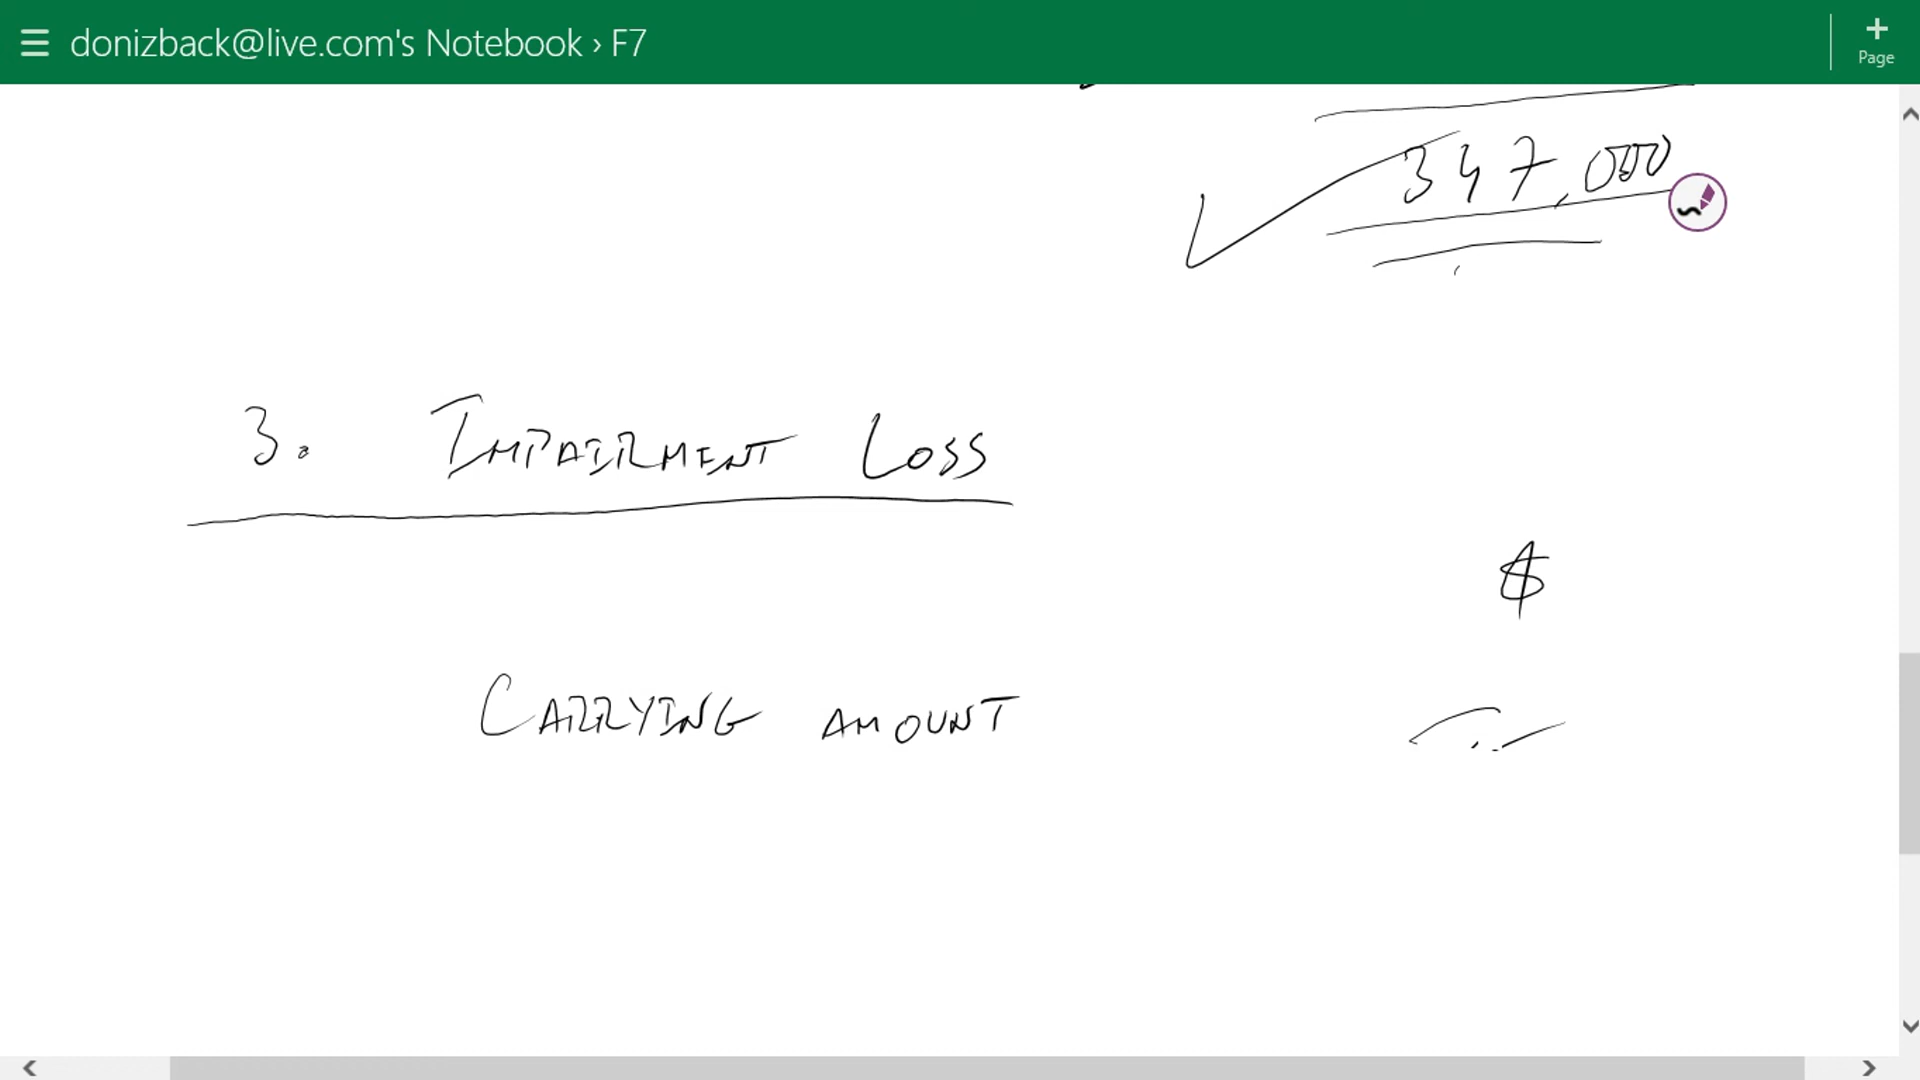 donizback@live.com's Notebook › F7
Page
347,000
3. IMPAIRMENT LOSS
$
CARRYING AMOUNT